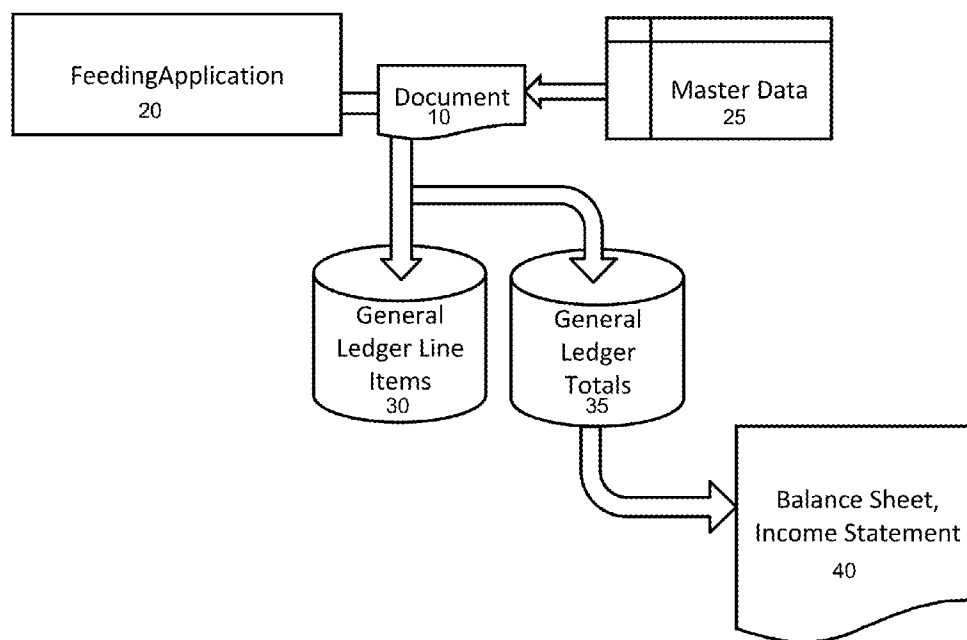 FeedingApplication
20
Document
10
Master Data
25
General
Ledger Line
Items
30
General
Ledger
Totals
35
Balance Sheet,
Income Statement
40